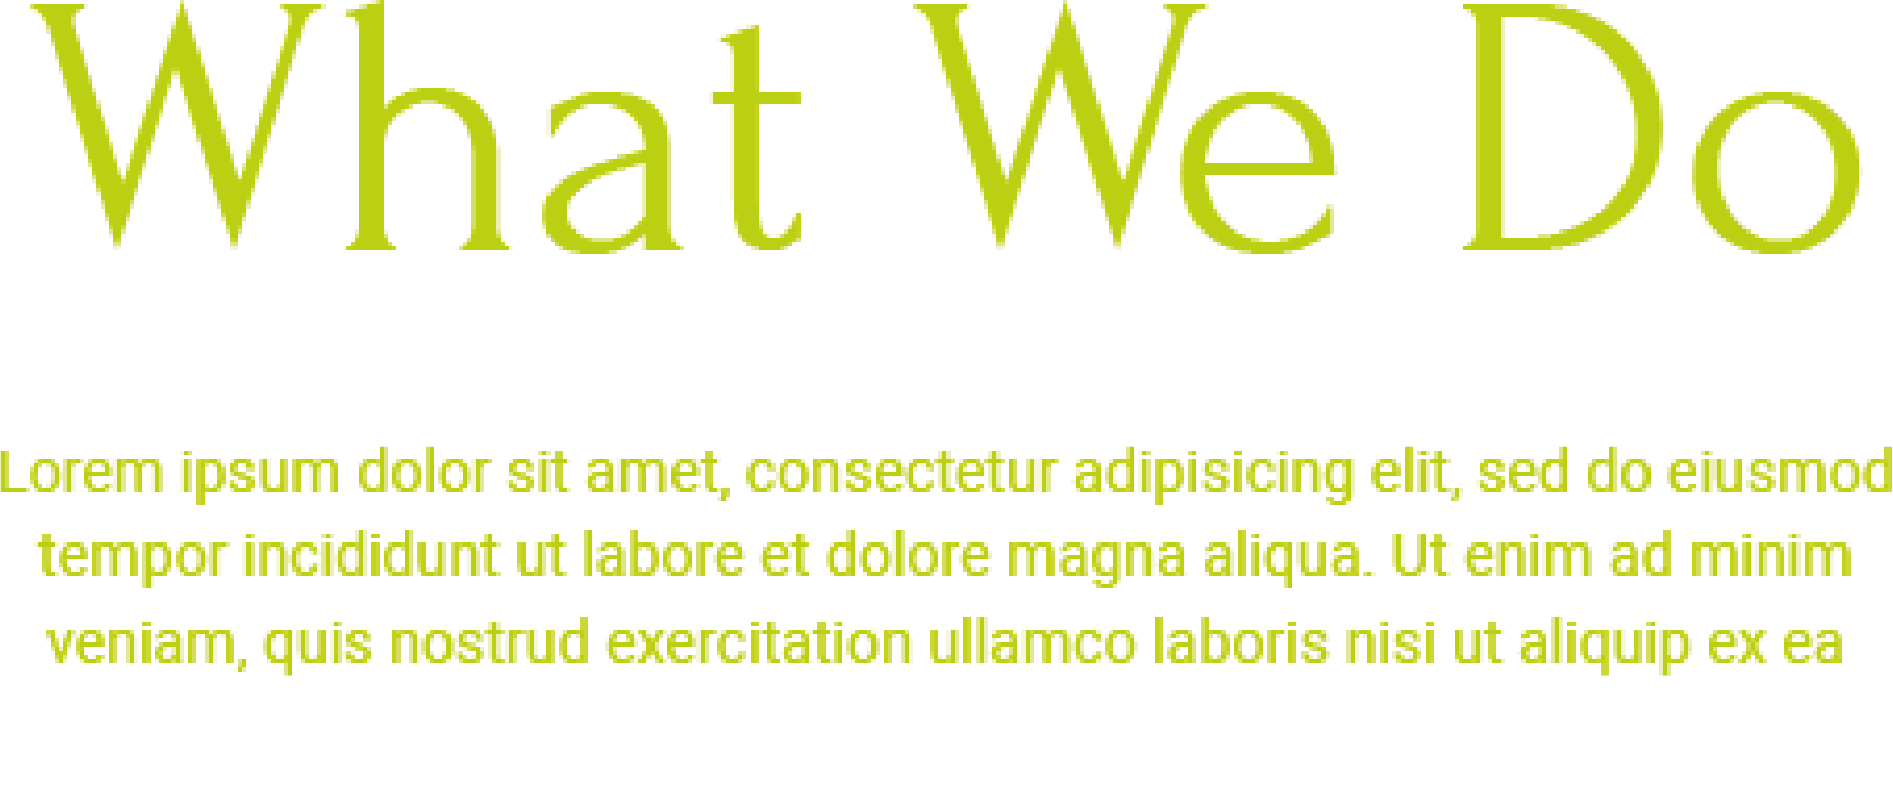 What We Do
Lorem ipsum dolor sit amet, consectetur adipisicing elit, sed do eiusmod
tempor incididunt ut labore et dolore magna aliqua. Ut enim ad minim
veniam, quis nostrud exercitation ullamco laboris nisi ut aliquip ex ea